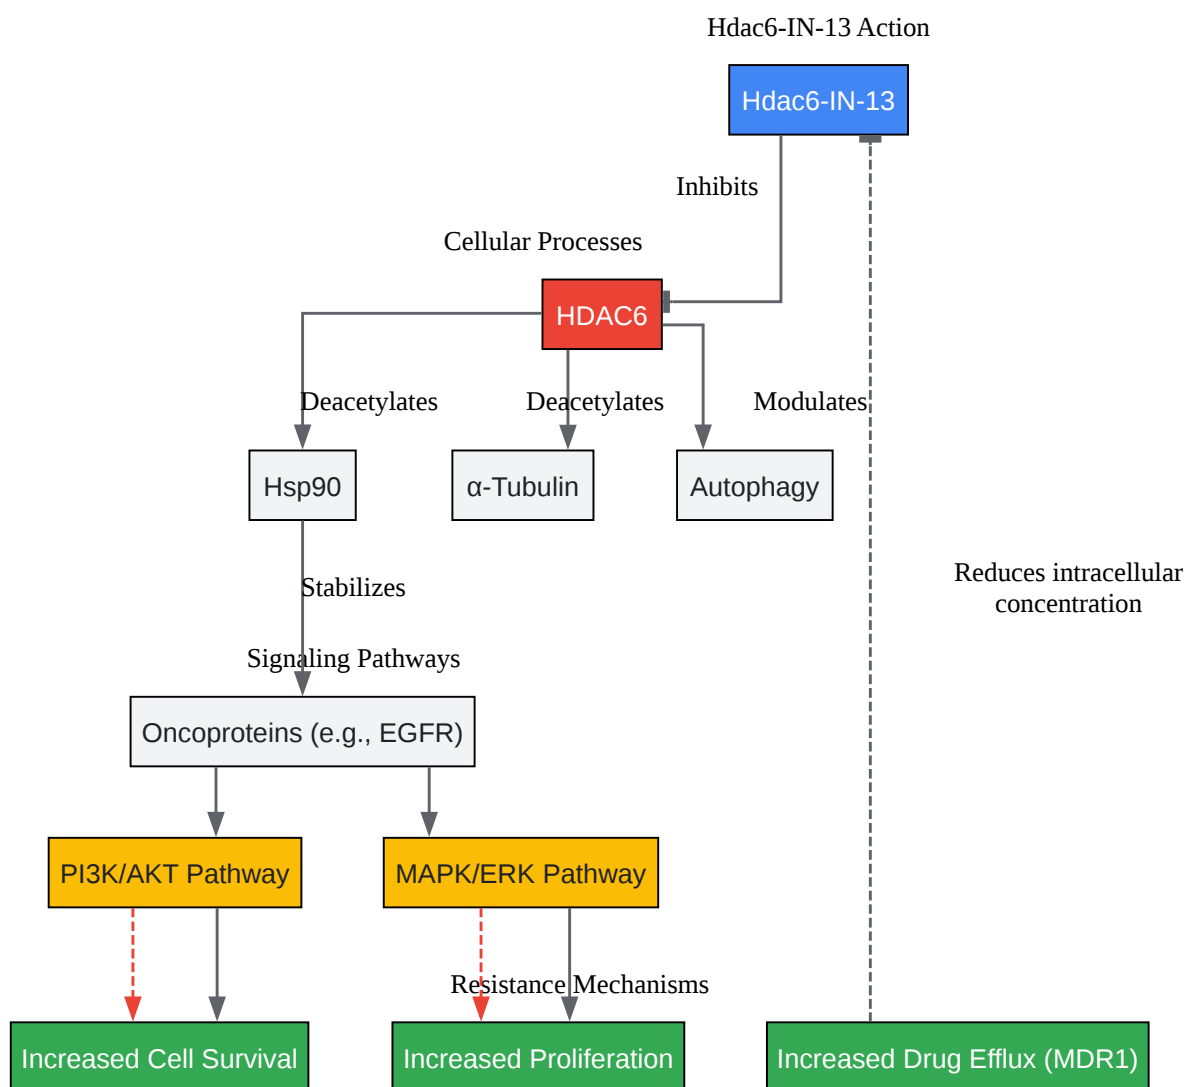 Hdac6-IN-13 Action
Hdac6-IN-13
Inhibits
Cellular Processes
HDAC6
Deacetylates
Deacetylates
Modulates
Hsp90
α-Tubulin
Autophagy
Reduces intracellular
concentration
Stabilizes
Signaling Pathways
Oncoproteins (e.g., EGFR)
PI3K/AKT Pathway
MAPK/ERK Pathway
Resistance Mechanisms
Increased Cell Survival
Increased Proliferation
Increased Drug Efflux (MDR1)